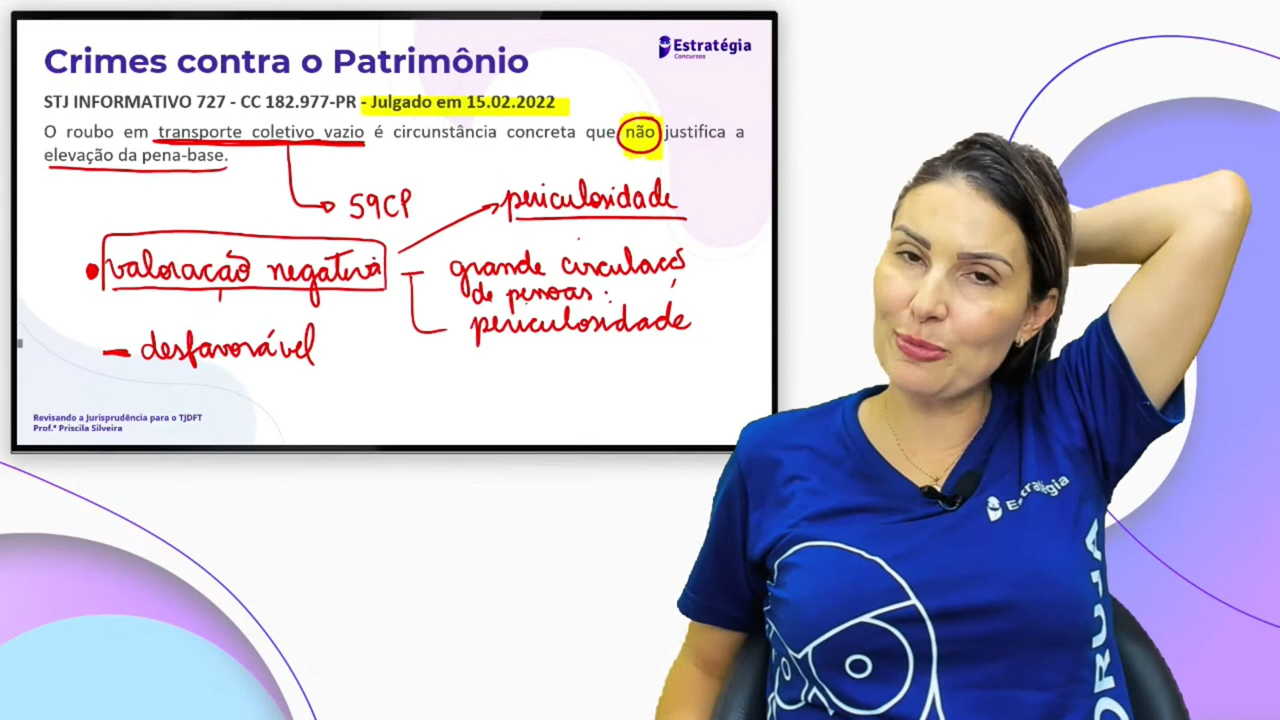 Crimes contra o Patrimônio
Estratégia
Concursos
STJ INFORMATIVO 727 - CC 182.977-PR - Julgado em 15.02.2022
O roubo em transporte coletivo vazio é circunstância concreta que não justifica a
elevação da pena-base.
59CP
periculosidade
valoração negativa
grande circulaçã
de pessoas.
periculosidade
- desfavorável
Revisando a Jurisprudência para o TJDFT
Prof.ª Priscila Silveira
Estratégia
ORUJA